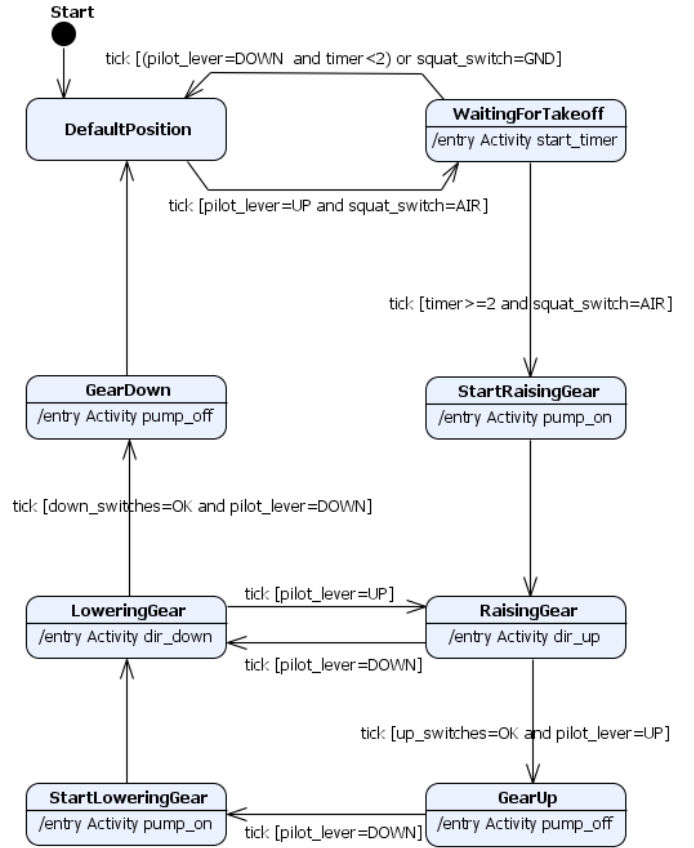 Start
tick [(pilot_lever=DOWN  and timer<2) or squat_switch=GND]
DefaultPosition
WaitingForTakeoff
/entry Activity start_timer
tick [pilot_lever=UP and squat_switch=AIR]
tick [timer>=2 and squat_switch=AIR]
GearDown
/entry Activity pump_off
StartRaisingGear
/entry Activity pump_on
tick [down_switches=OK and pilot_lever=DOWN]
LoweringGear
/entry Activity dir_down
tick [pilot_lever=UP]
RaisingGear
/entry Activity dir_up
tick [pilot_lever=DOWN]
tick [up_switches=OK and pilot_lever=UP]
StartLoweringGear
/entry Activity pump_on
GearUp
/entry Activity pump_off
tick [pilot_lever=DOWN]